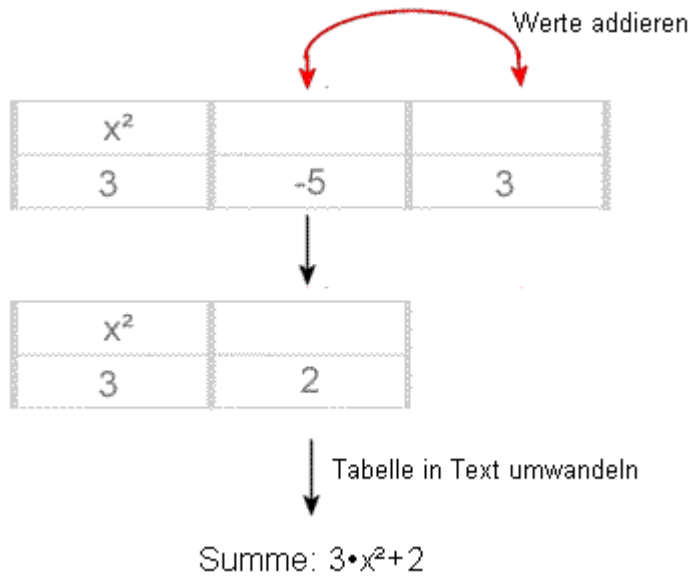 Werte addieren
x²
3 -5 3
x²
3 2
Tabelle in Text umwandeln
Summe: 3•x²+2